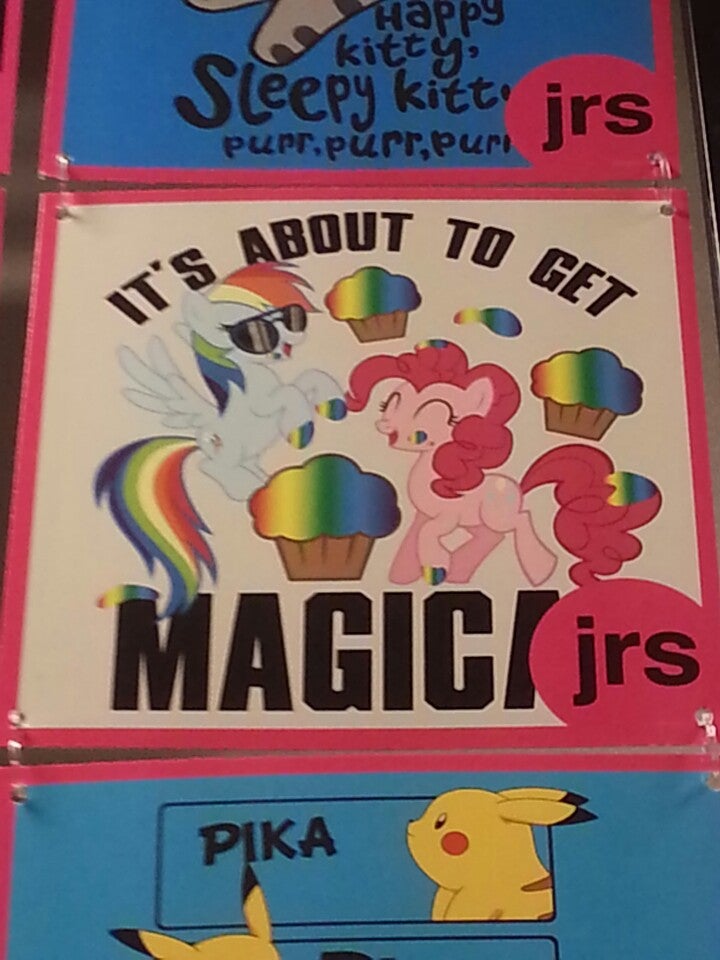 Happy
kitty,
Sleepy kitt
purr, purr, purr
jrs
IT'S ABOUT TO GET
MAGICA
jrs
PIKA